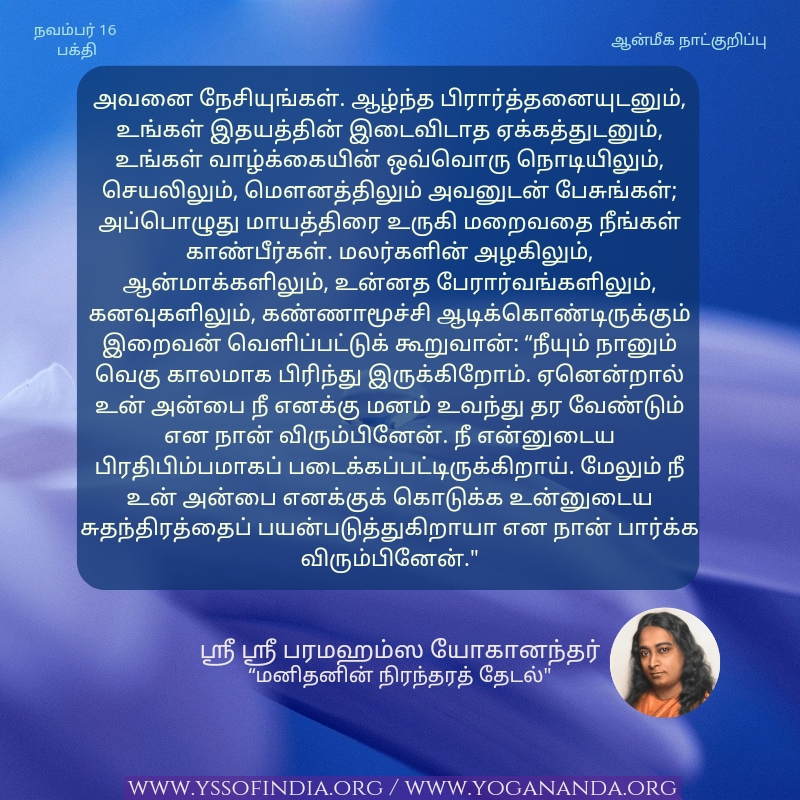 நவம்பர் 16
பக்தி
ஆன்மீக நாட்குறிப்பு
அவனை நேசியுங்கள். ஆழ்ந்த பிரார்த்தனையுடனும்,
உங்கள் இதயத்தின் இடைவிடாத ஏக்கத்துடனும்,
உங்கள் வாழ்க்கையின் ஒவ்வொரு நொடியிலும்,
செயலிலும், மௌனத்திலும் அவனுடன் பேசுங்கள்;
அப்பொழுது மாயத்திரை உருகி மறைவதை நீங்கள்
காண்பீர்கள். மலர்களின் அழகிலும்,
ஆன்மாக்களிலும், உன்னத பேரார்வங்களிலும்,
கனவுகளிலும், கண்ணாமூச்சி ஆடிக்கொண்டிருக்கும்
இறைவன் வெளிப்பட்டுக் கூறுவான்: “நீயும் நானும்
வெகு காலமாக பிரிந்து இருக்கிறோம். ஏனென்றால்
உன் அன்பை நீ எனக்கு மனம் உவந்து தர வேண்டும்
என நான் விரும்பினேன். நீ என்னுடைய
பிரதிபிம்பமாகப் படைக்கப்பட்டிருக்கிறாய். மேலும் நீ
உன் அன்பை எனக்குக் கொடுக்க உன்னுடைய
சுதந்திரத்தைப் பயன்படுத்துகிறாயா என நான் பார்க்க
விரும்பினேன்."
ஸ்ரீ ஸ்ரீ பரமஹம்ஸ யோகானந்தர்
“மனிதனின் நிரந்தரத் தேடல்"
WWW.YSSOFINDIA.ORG / WWW.YOGANANDA.ORG